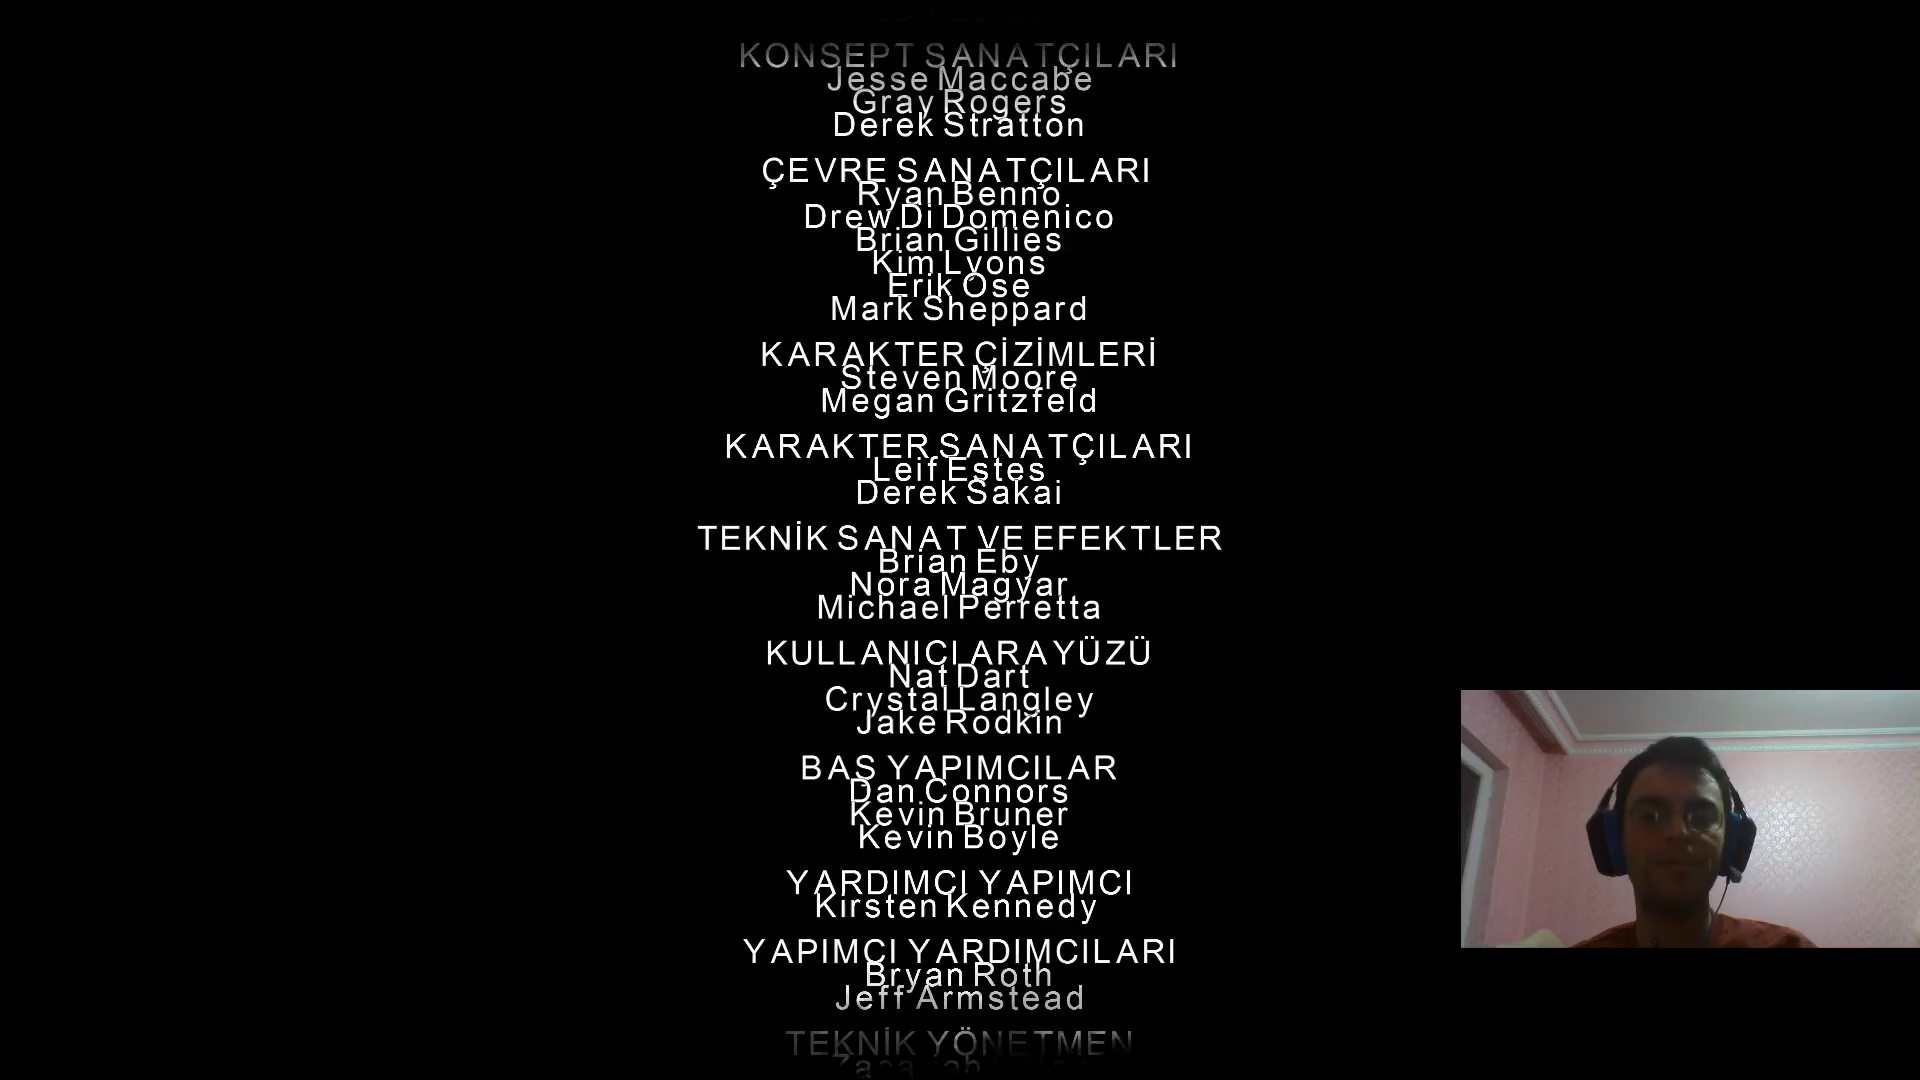 KONSEPT SANATÇILARI
Jesse Maccabe
Gray Rogers
Derek Stratton
ÇEVRE SANATÇILARI
Ryan Benno
Drew Di Domenico
Brian Gillies
Kim Lyons
Erik Ose
Mark Sheppard
KARAKTER ÇİZİMLERİ
Steven Moore
Megan Gritzfeld
KARAKTER SANATÇILARI
Leif Estes
Derek Sakai
TEKNİK SANAT VE EFEKTLER
Brian Eby
Nora Magyar
Michael Perretta
KULLANICI ARAYÜZÜ
Nat Dart
Crystal Langley
Jake Rodkin
BAŞ YAPIMCILAR
Dan Connors
Kevin Bruner
Kevin Boyle
YARDIMCI YAPIMCI
Kirsten Kennedy
YAPIMCI YARDIMCILARI
Bryan Roth
Jeff Armstead
TEKNİK YÖNETMEN